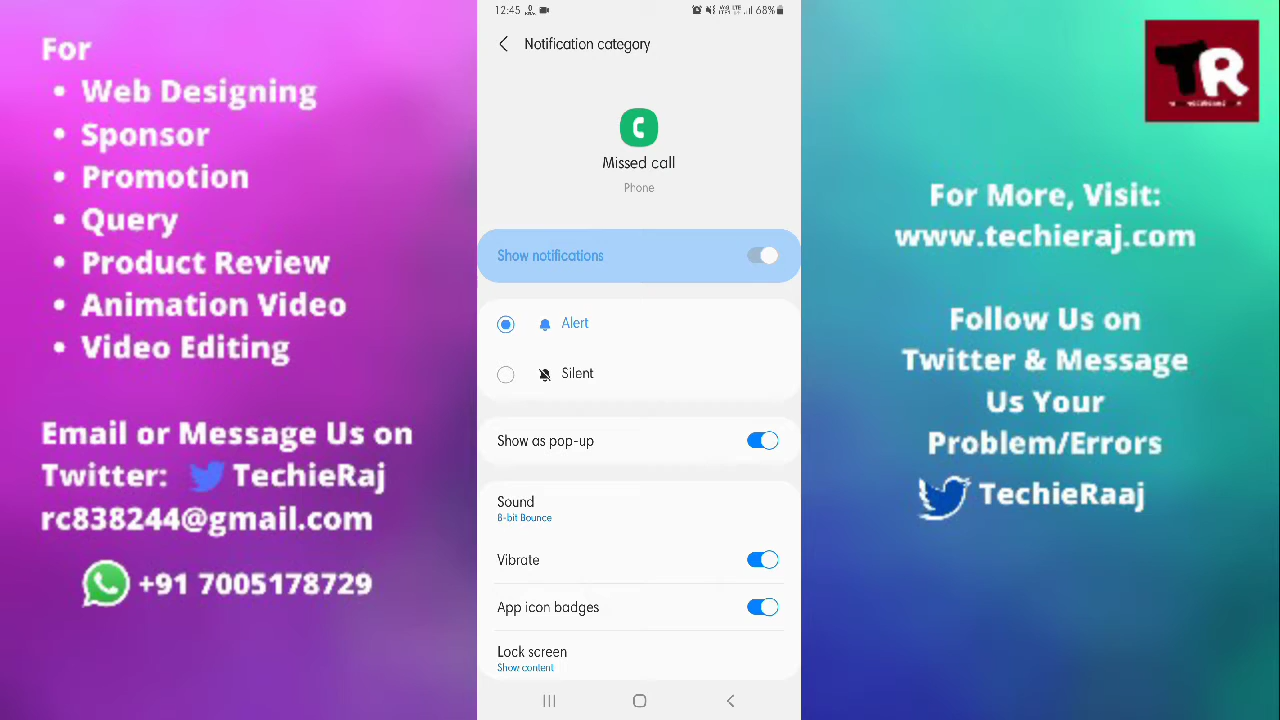 For
• Web Designing
• Sponsor
• Promotion
• Query
• Product Review
• Animation Video
• Video Editing
Email or Message Us on
Twitter: TechieRaj
rc838244@gmail.com
+91 7005178729
12:45
68%
Notification category
Missed call
Phone
Show notifications
Alert
Silent
Show as pop-up
Sound
8-bit Bounce
Vibrate
App icon badges
Lock screen
Show content
TR
For More, Visit:
www.techieraj.com
Follow Us on
Twitter & Message
Us Your
Problem/Errors
TechieRaaj